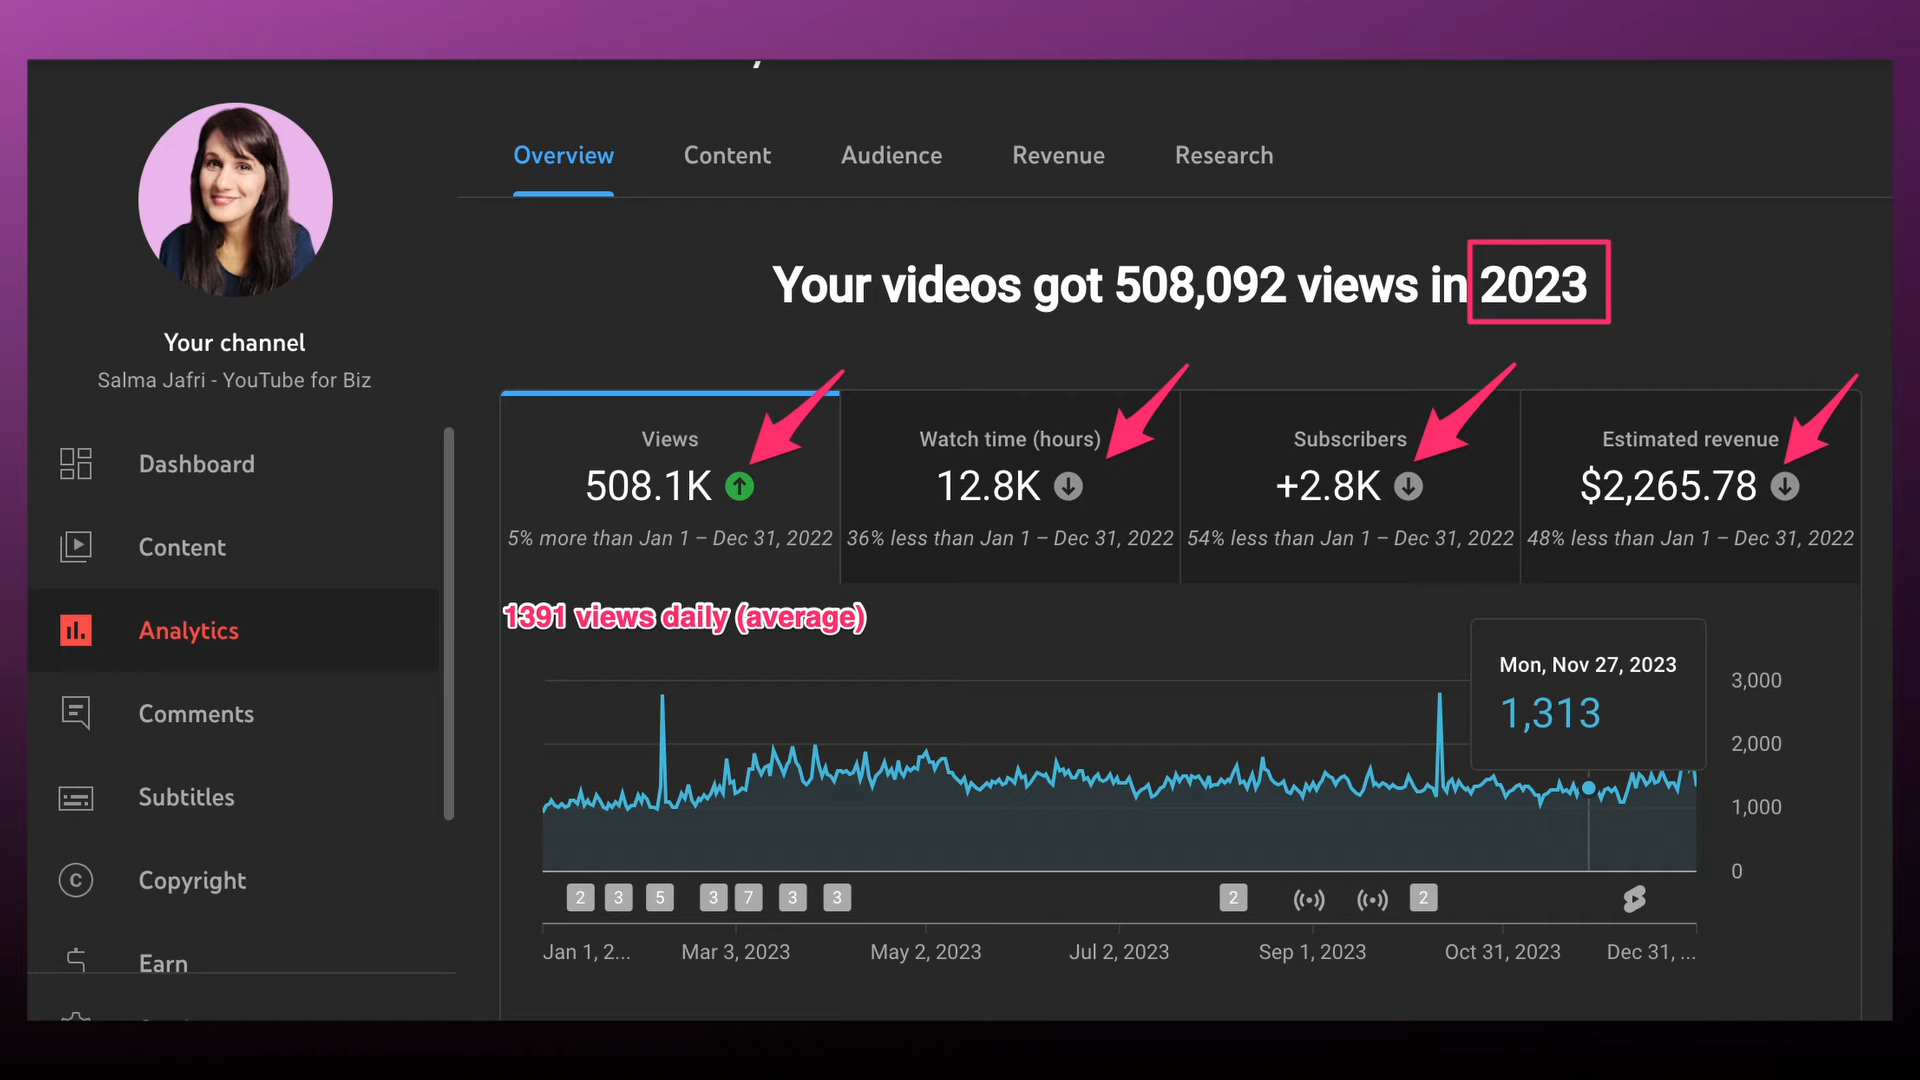 Overview
Content
Audience
Revenue
Research
Your videos got 508,092 views in 2023
Your channel
Salma Jafri - YouTube for Biz
Dashboard
Content
Analytics
Comments
Subtitles
Copyright
Earn
Views
508.1K
5% more than Jan 1 – Dec 31, 2022
Watch time (hours)
12.8K
36% less than Jan 1 – Dec 31, 2022
Subscribers
+2.8K
54% less than Jan 1 – Dec 31, 2022
Estimated revenue
$2,265.78
48% less than Jan 1 – Dec 31, 2022
1391 views daily (average)
Mon, Nov 27, 2023
1,313
3,000
2,000
1,000
0
2 3 5 3 7 3 3 2 2
Jan 1, 2... Mar 3, 2023 May 2, 2023 Jul 2, 2023 Sep 1, 2023 Oct 31, 2023 Dec 31, ...